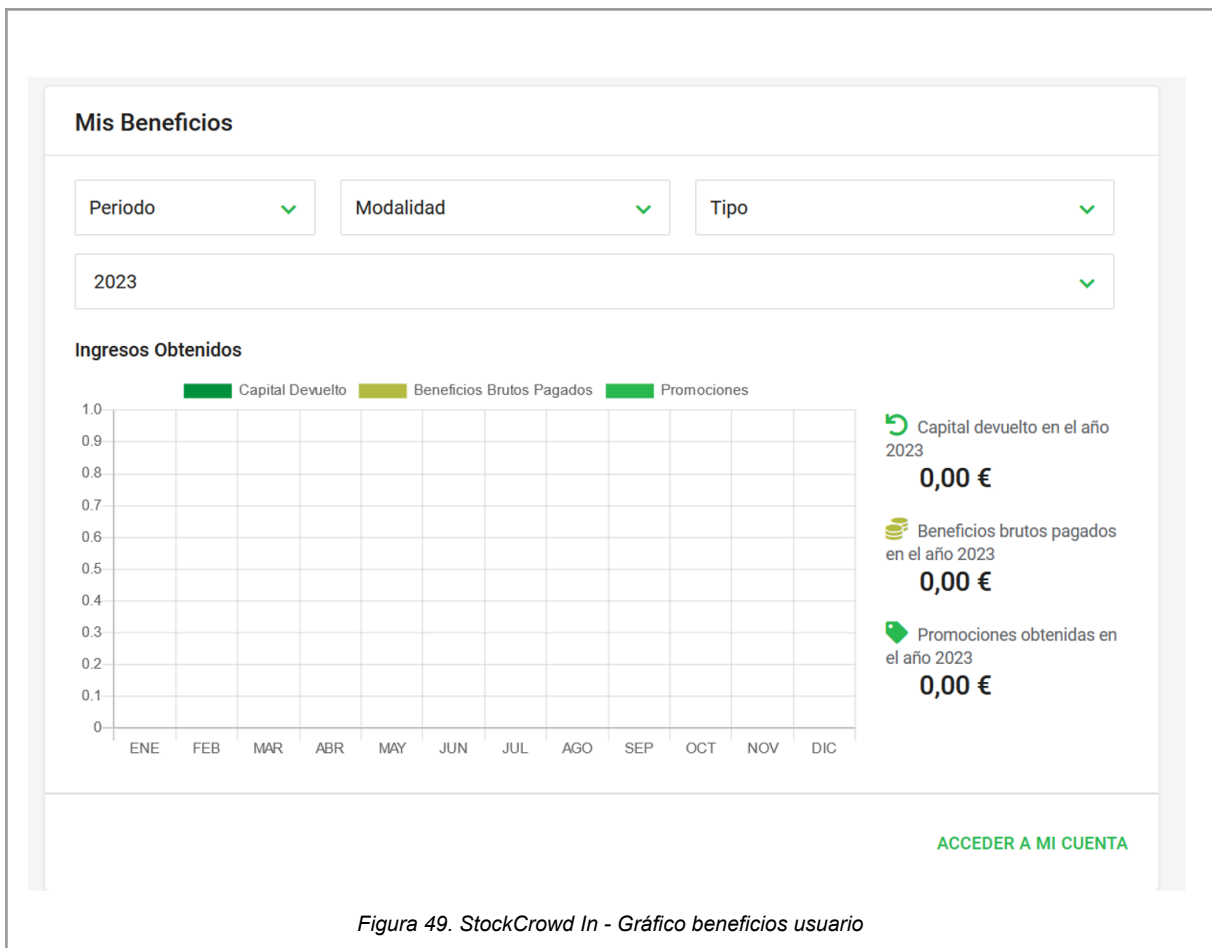 Mis Beneficios
Periodo
Modalidad
Tipo
2023
Ingresos Obtenidos
Capital Devuelto
Beneficios Brutos Pagados
Promociones
1.0
0.9
0.8
0.7
0.6
0.5
0.4
0.3
0.2
0.1
0
ENE
FEB
MAR
ABR
MAY
JUN
JUL
AGO
SEP
OCT
NOV
DIC
Capital devuelto en el año
2023
0,00 €
Beneficios brutos pagados
en el año 2023
0,00 €
Promociones obtenidas en
el año 2023
0,00 €
ACCEDER A MI CUENTA
Figura 49. StockCrowd In - Gráfico beneficios usuario